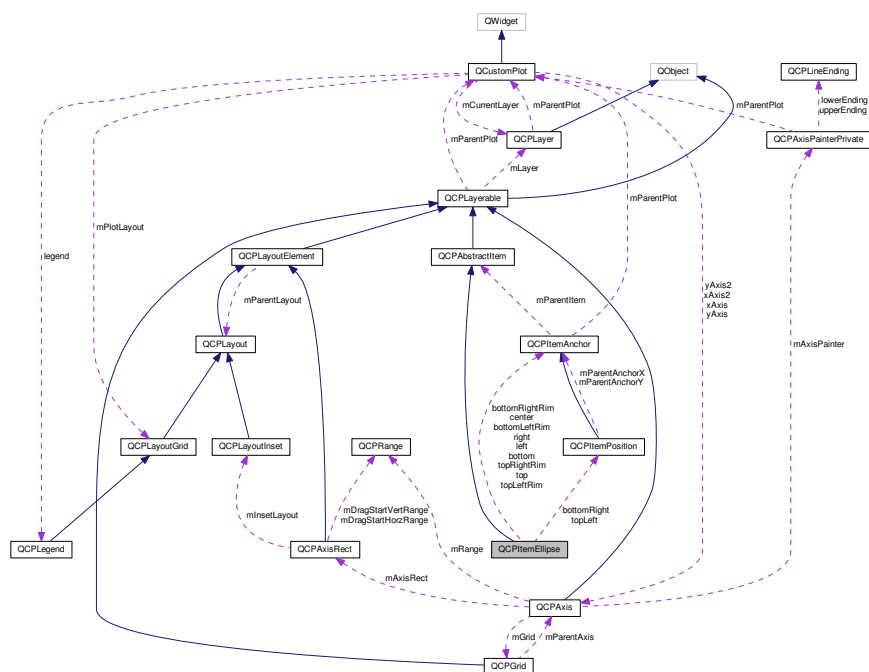 QWidget
QCustomPlot
QObject
QCPLineEnding
mCurrentLayer
mParentPlot
mParentPlot
lowerEnding
upperEnding
mParentPlot
QCPLayer
QCPAxisPainterPrivate
mLayer
QCPLayerable
mParentPlot
mPlotLayout
legend
QCPLayoutElement
QCPAbstractItem
mParentLayout
mParentItem
yAxis2
xAxis2
xAxis
yAxis
QCPLayout
QCPItemAnchor
mAxisPainter
mParentAnchorX
mParentAnchorY
bottomRightRim
center
bottomLeftRim
right
left
bottom
topRightRim
top
topLeftRim
QCPLayoutGrid
QCPLayoutInset
QCPRange
QCPItemPosition
mInsetLayout
mDragStartVertRange
mDragStartHorzRange
bottomRight
topLeft
QCPLegend
QCPAxisRect
mRange
QCPItemEllipse
mAxisRect
QCPAxis
mGrid
mParentAxis
QCPGrid